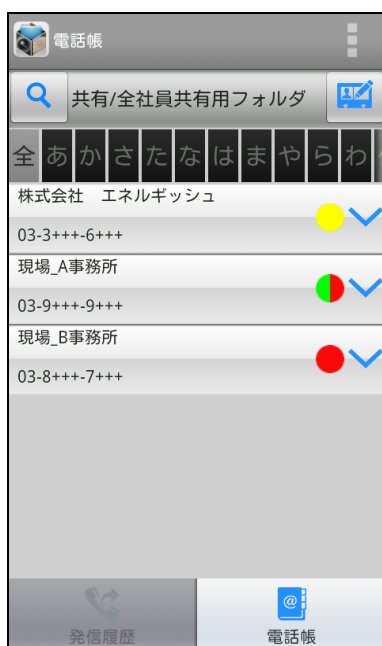 電話帳
共有/全社員共有用フォルダ
全 あ か さ た な は ま や ら わ
株式会社　エネルギッシュ
03-3+++-6+++
現場_A事務所
03-9+++-9+++
現場_B事務所
03-8+++-7+++
発信履歴 電話帳